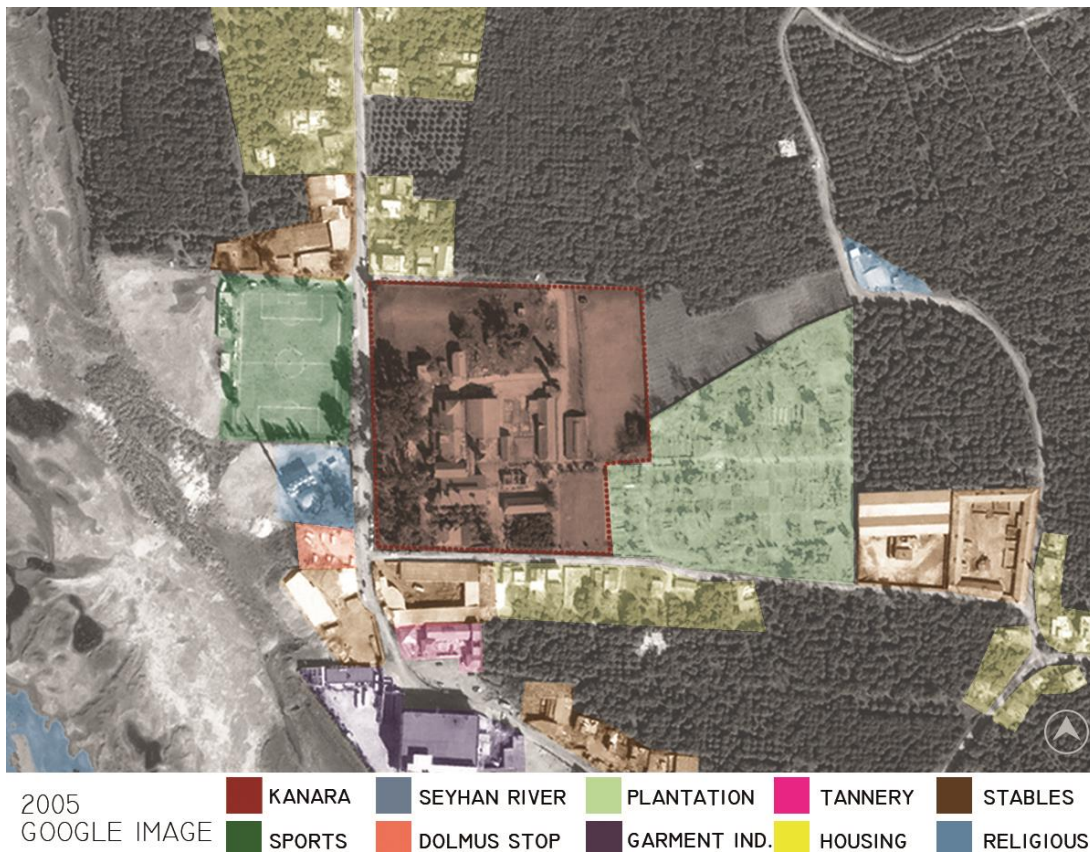 2005
GOOGLE IMAGE
KANARA
SEYHAN RIVER
PLANTATION
TANNERY
STABLES
SPORTS
DOLMUS STOP
GARMENT IND.
HOUSING
RELIGIOUS